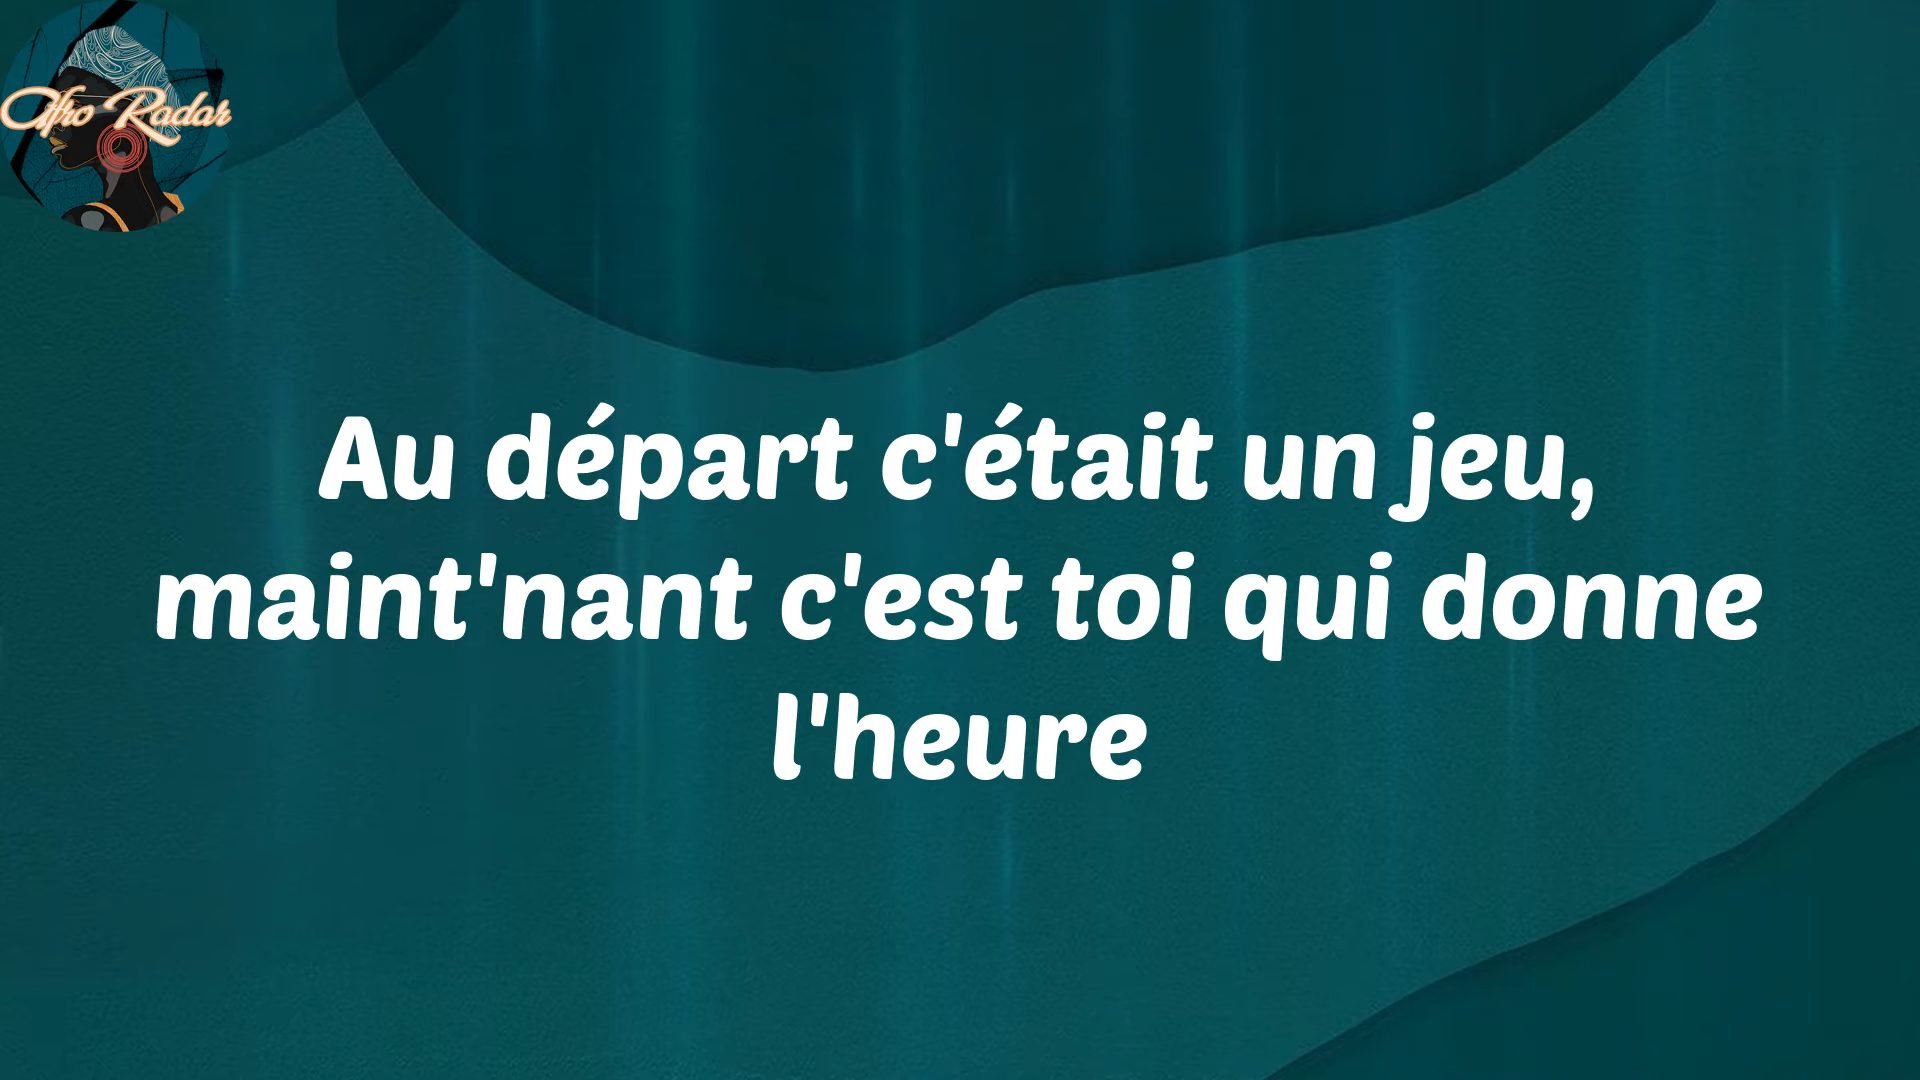 Afro Radar
Au départ c'était un jeu,
maint'nant c'est toi qui donne
l'heure